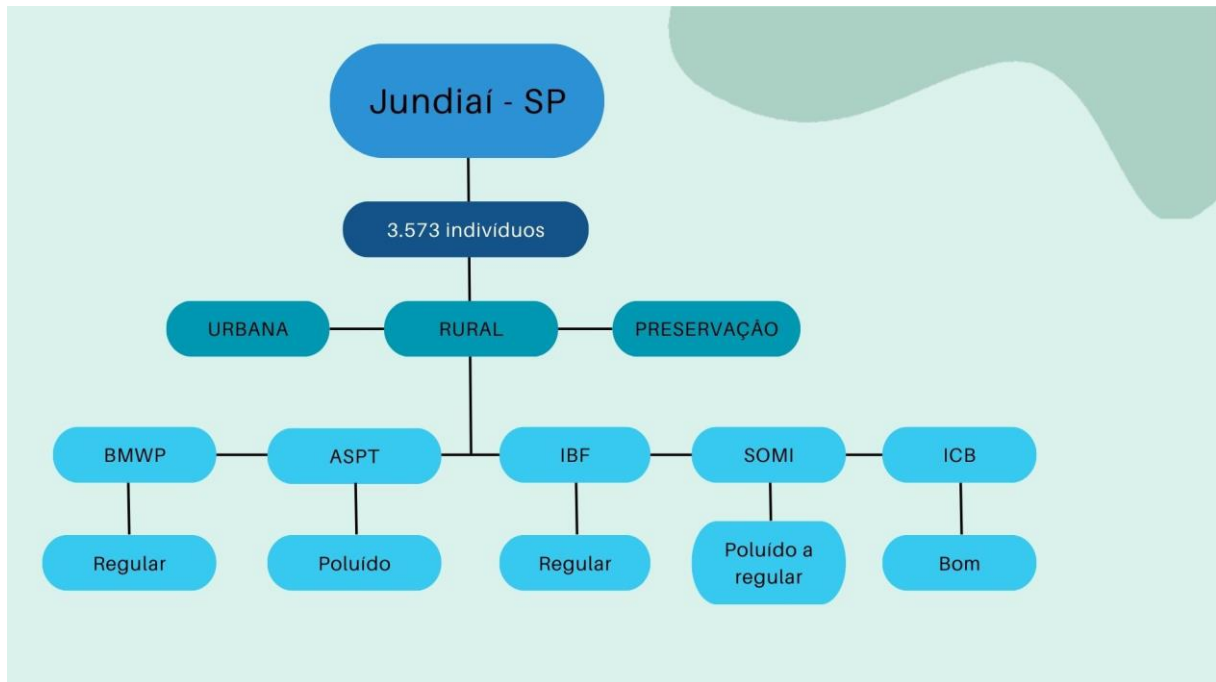 Jundiaí - SP
3.573 indivíduos
URBANA
RURAL
PRESERVAÇÃO
BMWP
ASPT
IBF
SOMI
ICB
Regular
Poluído
Regular
Poluído a
regular
Bom